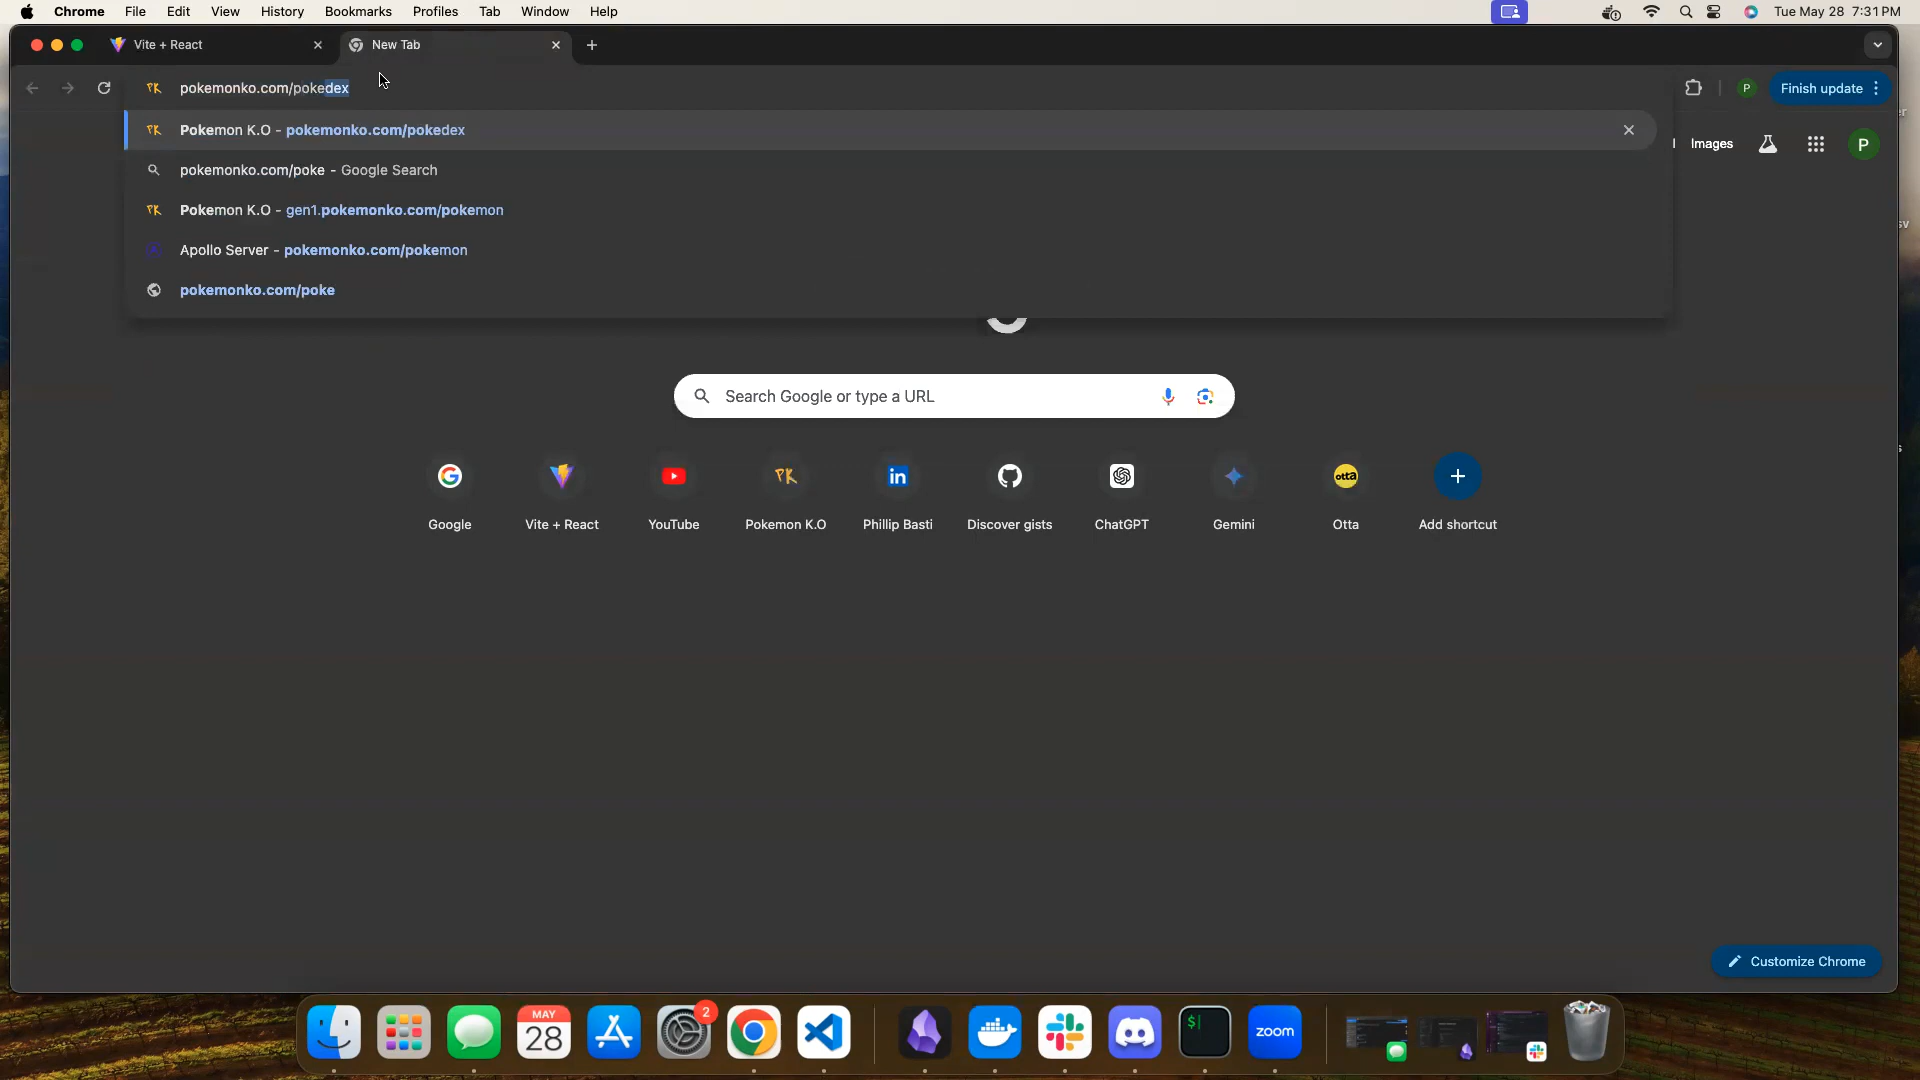 Chrome File Edit View History Bookmarks Profiles Tab Window Help Tue May 28 7:31 PM
Vite + React New Tab
pokemonko.com/pokedex P Finish update
Pokemon K.O - pokemonko.com/pokedex
Images P
pokemonko.com/poke - Google Search
Pokemon K.O - gen1.pokemonko.com/pokemon
Apollo Server - pokemonko.com/pokemon
pokemonko.com/poke
Search Google or type a URL
Google Vite + React YouTube Pokemon K.O Phillip Basti Discover gists ChatGPT Gemini Otta Add shortcut
Customize Chrome
2
MAY
28
$
zoom